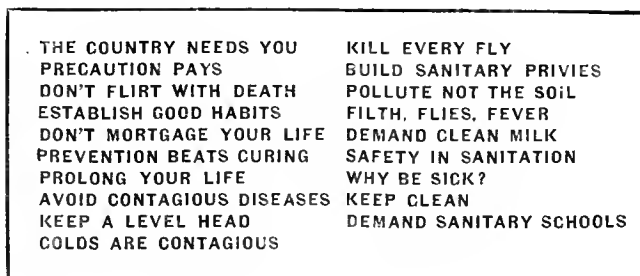 THE COUNTRY NEEDS YOU
PRECAUTION PAYS
DON'T FLIRT WITH DEATH
ESTABLISH GOOD HABITS
DON'T MORTGAGE YOUR LIFE
PREVENTION BEATS CURING
PROLONG YOUR LIFE
AVOID CONTAGIOUS DISEASES
KEEP A LEVEL HEAD
COLDS ARE CONTAGIOUS
KILL EVERY FLY
BUILD SANITARY PRIVIES
POLLUTE NOT THE SOIL
FILTH, FLIES, FEVER
DEMAND CLEAN MILK
SAFETY IN SANITATION
WHY BE SICK?
KEEP CLEAN
DEMAND SANITARY SCHOOLS